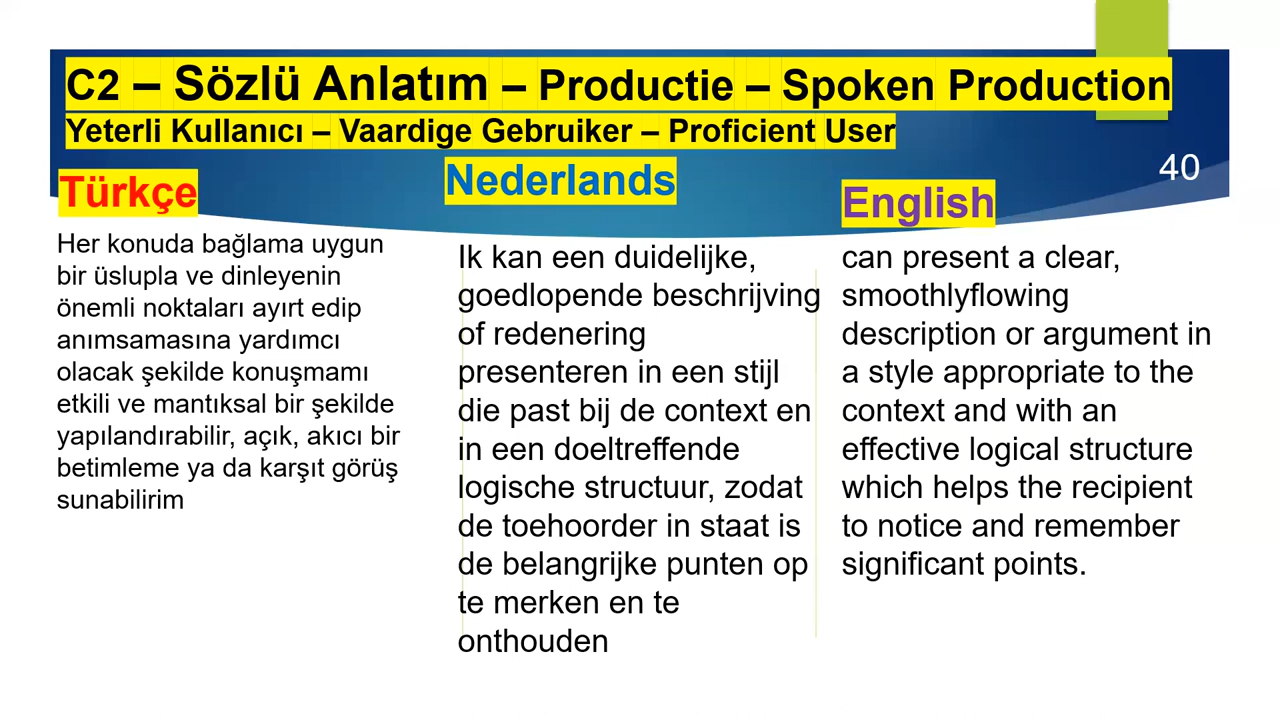 C2 – Sözlü Anlatım – Productie – Spoken Production
Yeterli Kullanıcı – Vaardige Gebruiker – Proficient User
40
Türkçe
Her konuda bağlama uygun
bir üslupla ve dinleyenin
önemli noktaları ayırt edip
anımsamasına yardımcı
olacak şekilde konuşmamı
etkili ve mantıksal bir şekilde
yapılandırabilir, açık, akıcı bir
betimleme ya da karşıt görüş
sunabilirim
Nederlands
Ik kan een duidelijke,
goedlopende beschrijving
of redenering
presenteren in een stijl
die past bij de context en
in een doeltreffende
logische structuur, zodat
de toehoorder in staat is
de belangrijke punten op
te merken en te
onthouden
English
can present a clear,
smoothlyflowing
description or argument in
a style appropriate to the
context and with an
effective logical structure
which helps the recipient
to notice and remember
significant points.